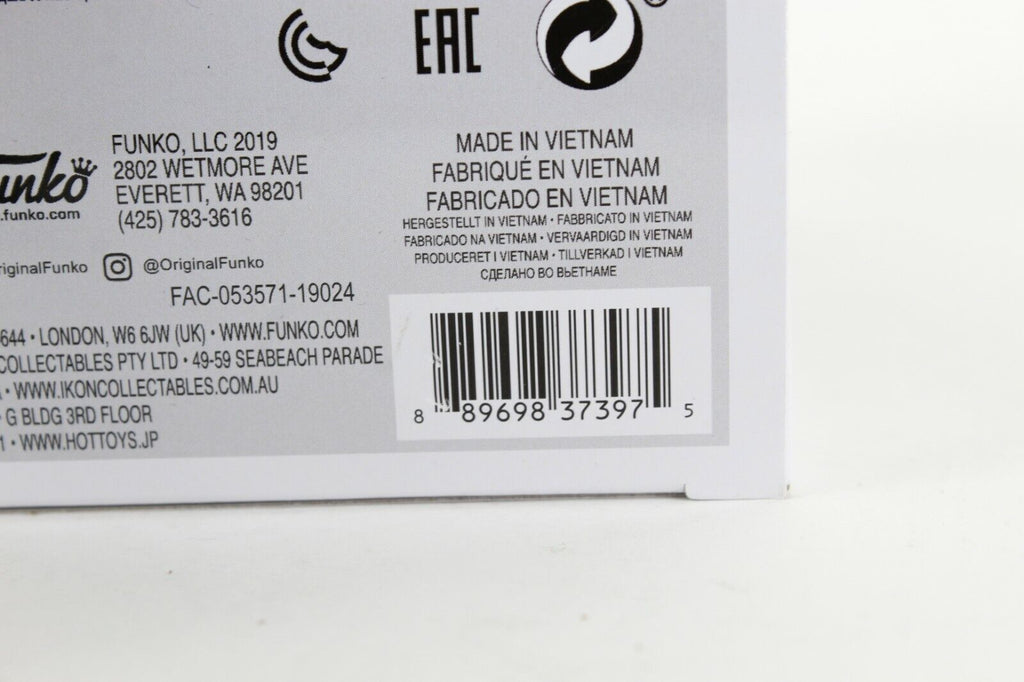 EAC
FUNKO, LLC 2019
2802 WETMORE AVE
EVERETT, WA 98201
(425) 783-3616
unko
.funko.com
riginalFunko @OriginalFunko
FAC-053571-19024
644 • LONDON, W6 6JW (UK) • WWW.FUNKO.COM
COLLECTABLES PTY LTD • 49-59 SEABEACH PARADE
• WWW.IKONCOLLECTABLES.COM.AU
• G BLDG 3RD FLOOR
1 • WWW.HOTTOYS.JP
MADE IN VIETNAM
FABRIQUÉ EN VIETNAM
FABRICADO EN VIETNAM
HERGESTELLT IN VIETNAM • FABBRICATO IN VIETNAM
FABRICADO NA VIETNAM • VERVAARDIGD IN VIETNAM
PRODUCERET I VIETNAM • TILLVERKAD I VIETNAM
СДЕЛАНО ВО ВЬЕТНАМЕ
8 89698 37397 5